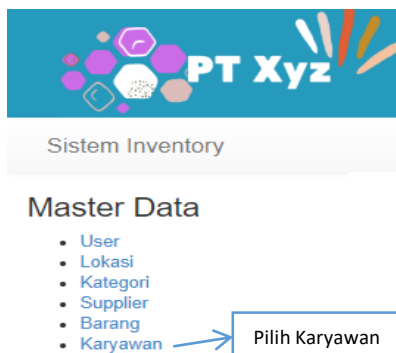 PT Xyz
Sistem Inventory
Master Data
User
Lokasi
Kategori
Supplier
Barang
Karyawan
Pilih Karyawan